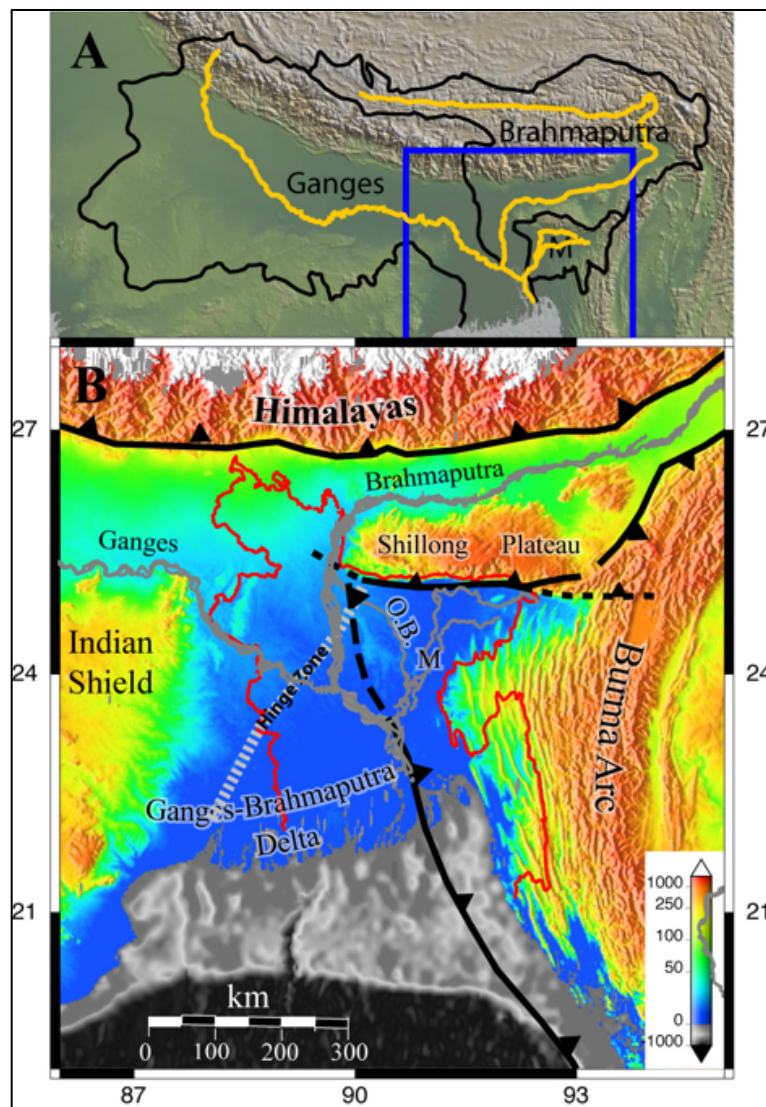 A
Brahmaputra
Ganges
M
B
Himalayas
27
27
Brahmaputra
Ganges
Shillong Plateau
O.B.
Indian
Shield
M
24
24
Hinge Zone
Burma Arc
Ganges-Brahmaputra
Delta
21
21
1000
250
100
50
0
-1000
km
0 100 200 300
87 90 93